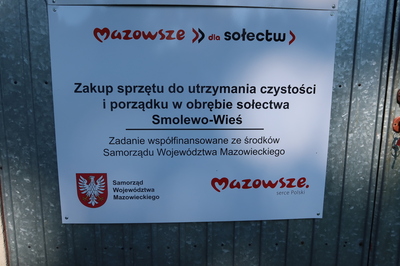 Mazowsze dla sołectw
Zakup sprzętu do utrzymania czystości
i porządku w obrębie sołectwa
Smolewo-Wieś
Zadanie współfinansowane ze środków
Samorządu Województwa Mazowieckiego
Samorząd
Województwa
Mazowieckiego
Mazowsze.
serce Polski